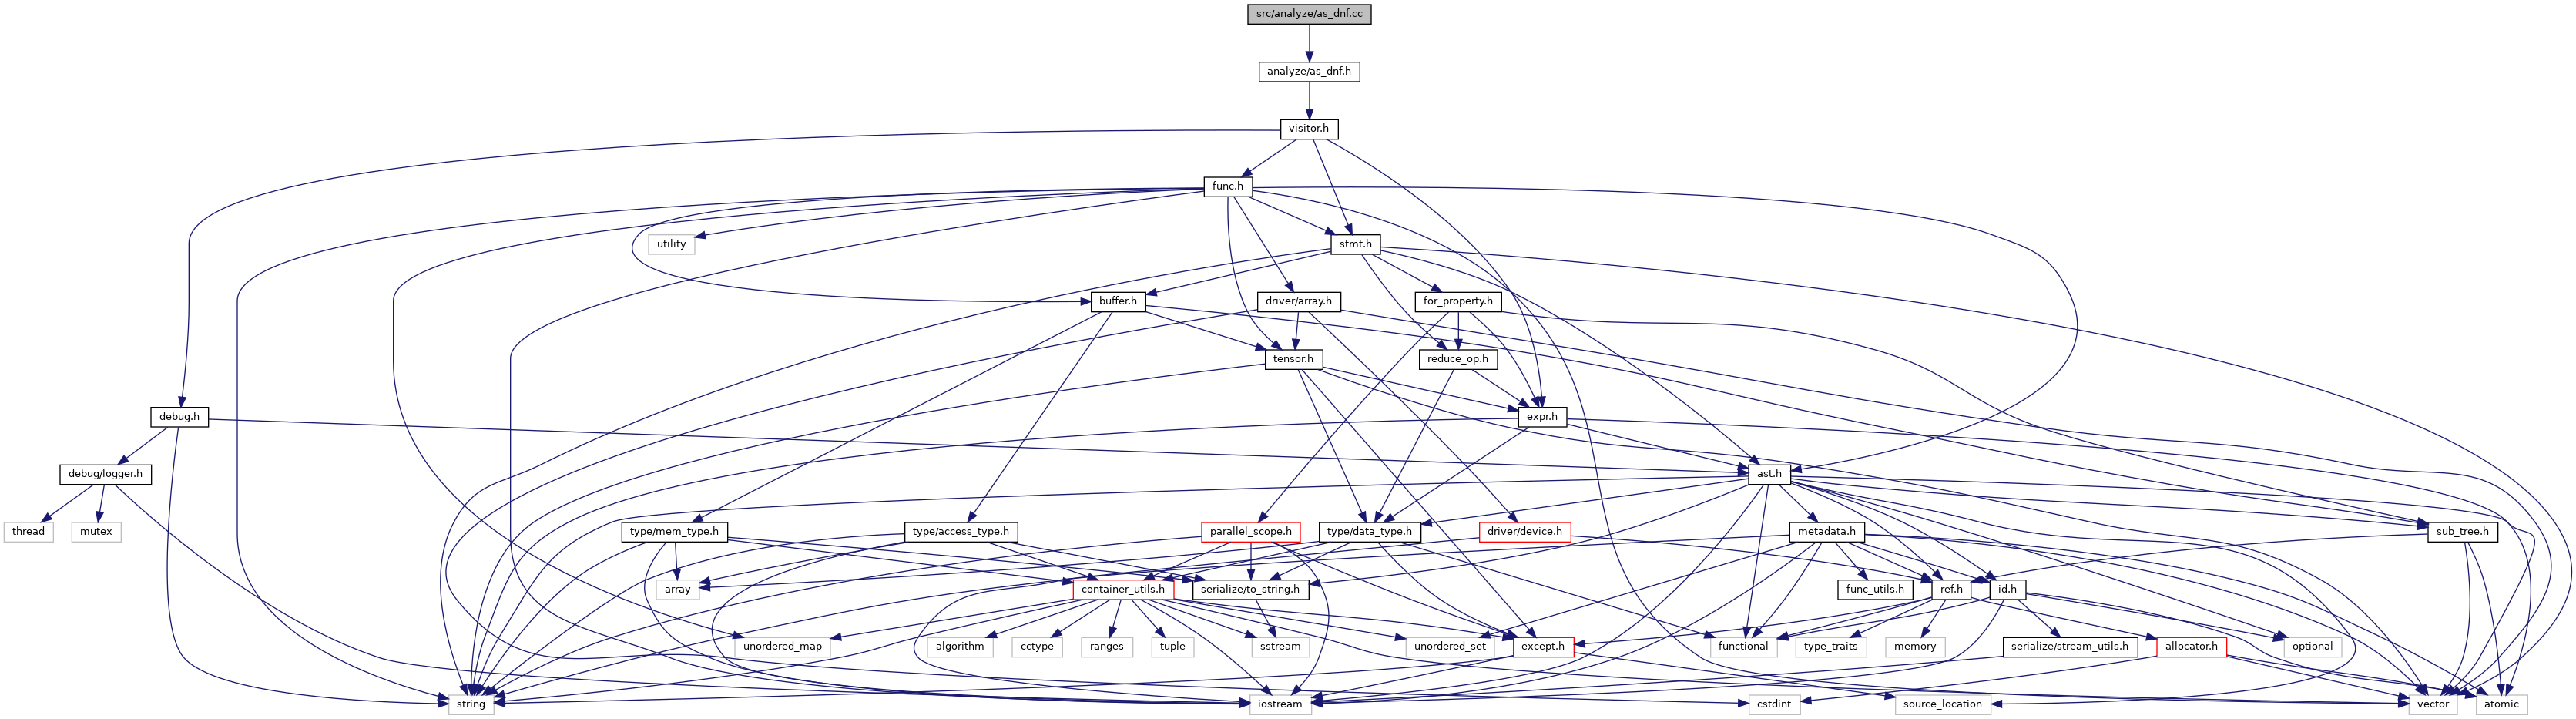 src/analyze/as_dnf.cc
analyze/as_dnf.h
visitor.h
func.h
utility
stmt.h
buffer.h
driver/array.h
for_property.h
tensor.h
reduce_op.h
debug.h
expr.h
debug/logger.h
ast.h
thread
mutex
type/mem_type.h
type/access_type.h
parallel_scope.h
type/data_type.h
driver/device.h
metadata.h
sub_tree.h
array
container_utils.h
serialize/to_string.h
func_utils.h
ref.h
id.h
unordered_map
algorithm
cctype
ranges
tuple
sstream
unordered_set
except.h
functional
type_traits
memory
serialize/stream_utils.h
allocator.h
optional
string
iostream
cstdint
source_location
vector
atomic